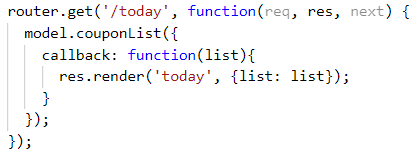 router.get('/today', function(req, res, next) {
  model.couponList({
    callback: function(list){
      res.render('today', {list: list});
    }
  });
});